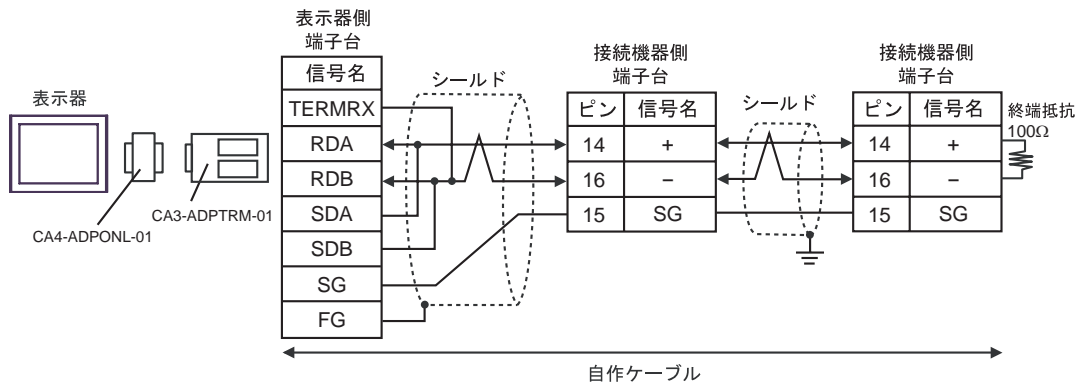 表示器
CA4-ADPONL-01
CA3-ADPTRM-01
表示器側
端子台
信号名
TERMRX
RDA
RDB
SDA
SDB
SG
FG
シールド
接続機器側
端子台
ピン 信号名
14 +
16 −
15 SG
シールド
接続機器側
端子台
ピン 信号名
14 +
16 −
15 SG
終端抵抗
100Ω
自作ケーブル